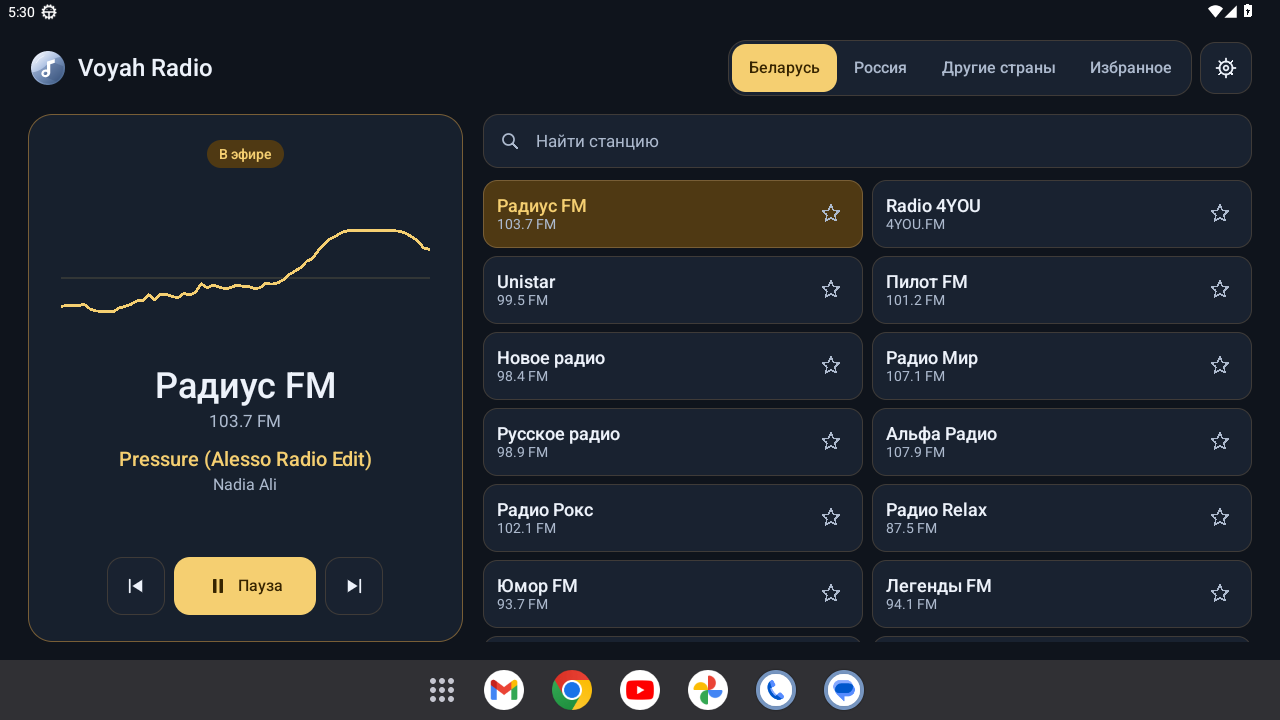 5:30
Voyah Radio
Беларусь
Россия
Другие страны
Избранное
В эфире
Радиус FM
103.7 FM
Pressure (Alesso Radio Edit)
Nadia Ali
Пауза
Найти станцию
Радиус FM
103.7 FM
Radio 4YOU
4YOU.FM
Unistar
99.5 FM
Пилот FM
101.2 FM
Новое радио
98.4 FM
Радио Мир
107.1 FM
Русское радио
98.9 FM
Альфа Радио
107.9 FM
Радио Рокс
102.1 FM
Радио Relax
87.5 FM
Юмор FM
93.7 FM
Легенды FM
94.1 FM